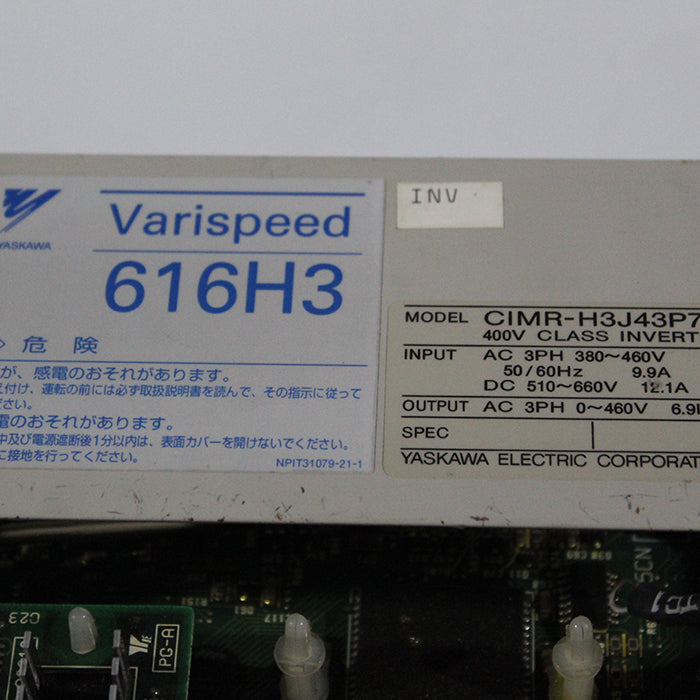 YASKAWA
Varispeed
616H3
危険
が、感電のおそれがあります。
え付け、運転の前には必ず取扱説明書を読んで、その指示に従って
ださい。
電のおそれがあります。
中及び電源遮断後1分以内は、表面カバーを開けないでください。
に接地を行ってください。
NPIT31079-21-1
INV
MODEL CIMR-H3J43P7
400V CLASS INVERT
INPUT AC 3PH 380~460V
50/60Hz 9.9A
DC 510~660V 12.1A
OUTPUT AC 3PH 0~460V 6.9
SPEC
YASKAWA ELECTRIC CORPORAT
C23
PG-A
5CN
TC1